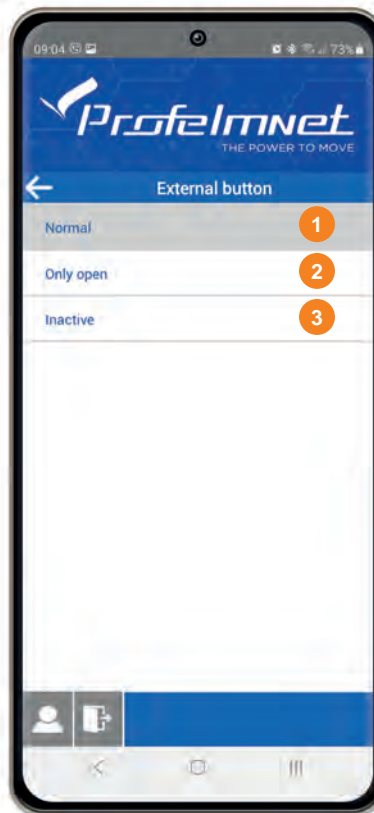 09:04 73%
Profelmnet
THE POWER TO MOVE
External button
Normal 1
Only open 2
Inactive 3